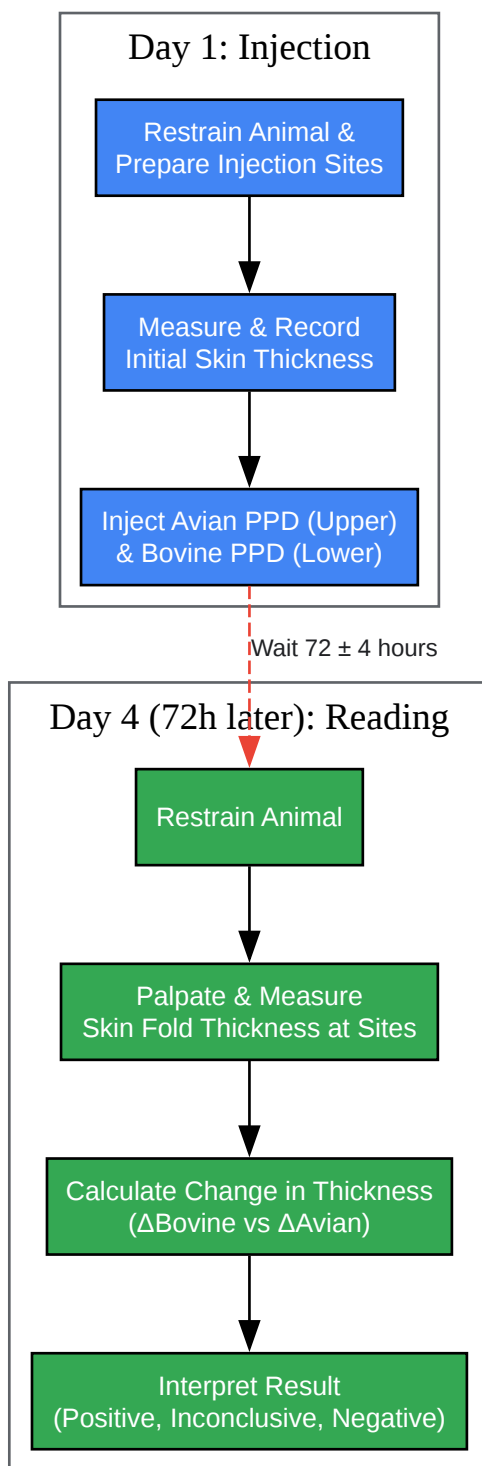 Day 1: Injection
Restrain Animal &
Prepare Injection Sites
Measure & Record
Initial Skin Thickness
Inject Avian PPD (Upper)
& Bovine PPD (Lower)
Wait 72 ± 4 hours
Day 4 (72h later): Reading
Restrain Animal
Palpate & Measure
Skin Fold Thickness at Sites
Calculate Change in Thickness
(ΔBovine vs ΔAvian)
Interpret Result
(Positive, Inconclusive, Negative)